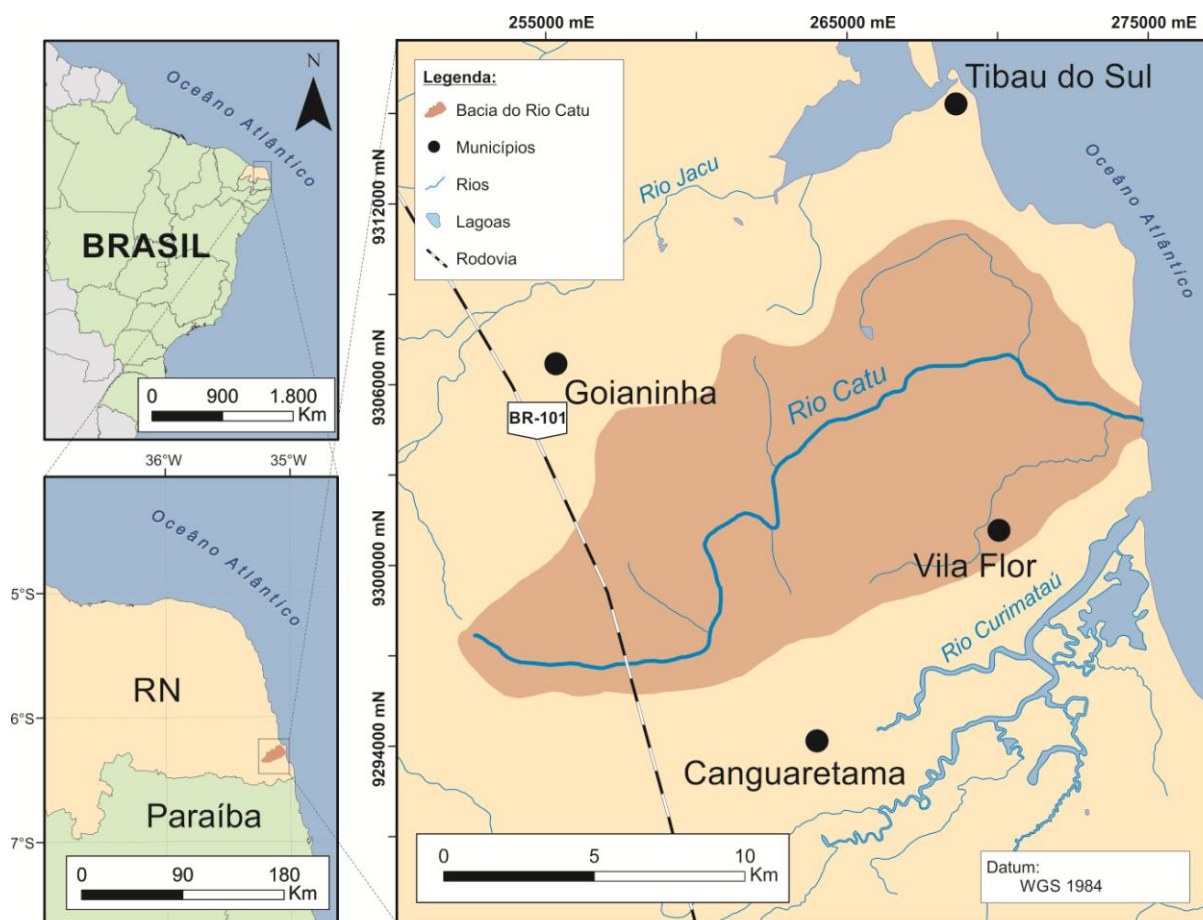 N
Oceâno Atlântico
BRASIL
0 900 1.800
Km
36°W 35°W
Oceâno Atlântico
5°S
RN
6°S
Paraíba
7°S
0 90 180
Km
255000 mE 265000 mE 275000 mE
9312000 mN
9306000 mN
9300000 mN
9294000 mN
Legenda:
Bacia do Rio Catu
Municípios
Rios
Lagoas
Rodovia
Tibau do Sul
Rio Jacu
Oceâno Atlântico
Goianinha
BR-101
Rio Catu
Vila Flor
Rio Curimataú
Canguaretama
0 5 10
Km
Datum:
WGS 1984